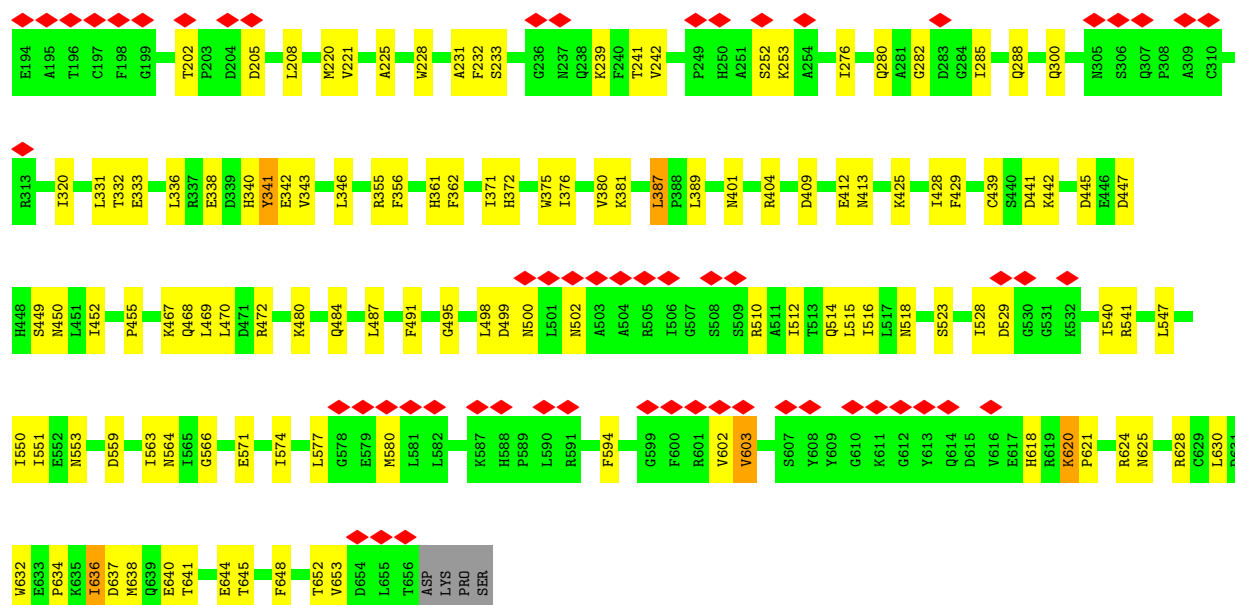 E194 A195 T196 C197 F198 G199 T202 P203 D204 D205 L208 M220 V221 A225 W228 A231 F232 S233 G236 N237 Q238 K239 F240 T241 V242 P249 H250 A251 S252 K253 A254 I276 Q280 A281 G282 D283 G284 I285 Q288 Q300 N305 S306 Q307 P308 A309 C310
R313 I320 L331 T332 E333 L336 R337 E338 D339 H340 Y341 E342 V343 L346 R355 F356 H361 F362 I371 H372 W375 I376 V380 K381 L387 P388 L389 N401 R404 D409 E412 N413 K425 I428 F429 C439 S440 D441 K442 D445 E446 D447
H448 S449 N450 L451 I452 P455 K467 Q468 L469 L470 D471 R472 K480 Q484 L487 F491 G495 L498 D499 N500 L501 N502 A503 A504 R505 I506 G507 S508 S509 R510 A511 I512 T513 Q514 L515 I516 L517 N518 S523 I528 D529 G530 G531 K532 I540 R541 L547
I550 I551 E552 N553 D559 I563 N564 I565 G566 E571 I574 L577 G578 E579 M580 L581 L582 K587 H588 P589 L590 R591 F594 G599 F600 R601 V602 V603 S607 Y608 Y609 G610 K611 G612 Y613 Q614 D615 V616 E617 H618 R619 K620 P621 R624 N625 R628 C629 L630
W632 E633 P634 K635 I636 D637 M638 Q639 E640 T641 E644 T645 F648 T652 V653 D654 L655 T656 ASP LYS PRO SER